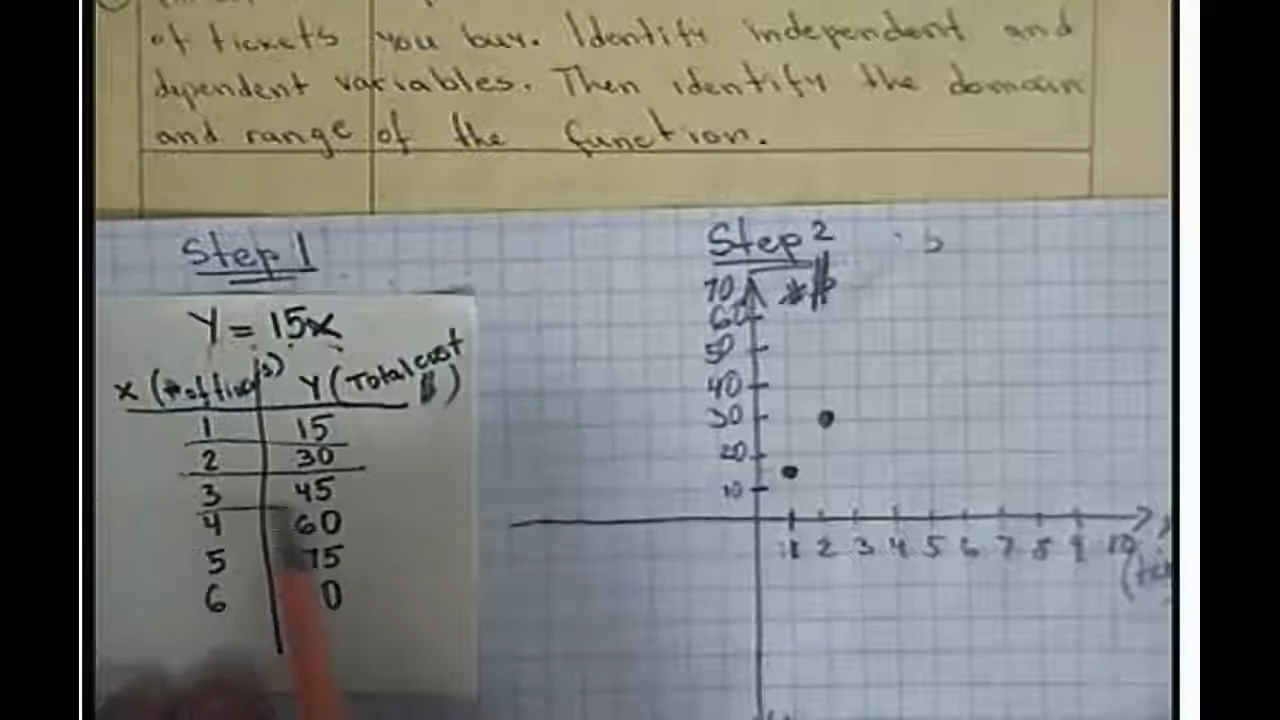 of tickets you buy. Identify independent and
dependent variables. Then identify the domain
and range of the function.
Step 1
Y = 15x
x (# of Y (Total cost
$)
1 15
2 30
3 45
4 60
5 75
6 0
Step 2
70
60
50
40
30
20
10
1 2 3 4 5 6 7 8 9 10